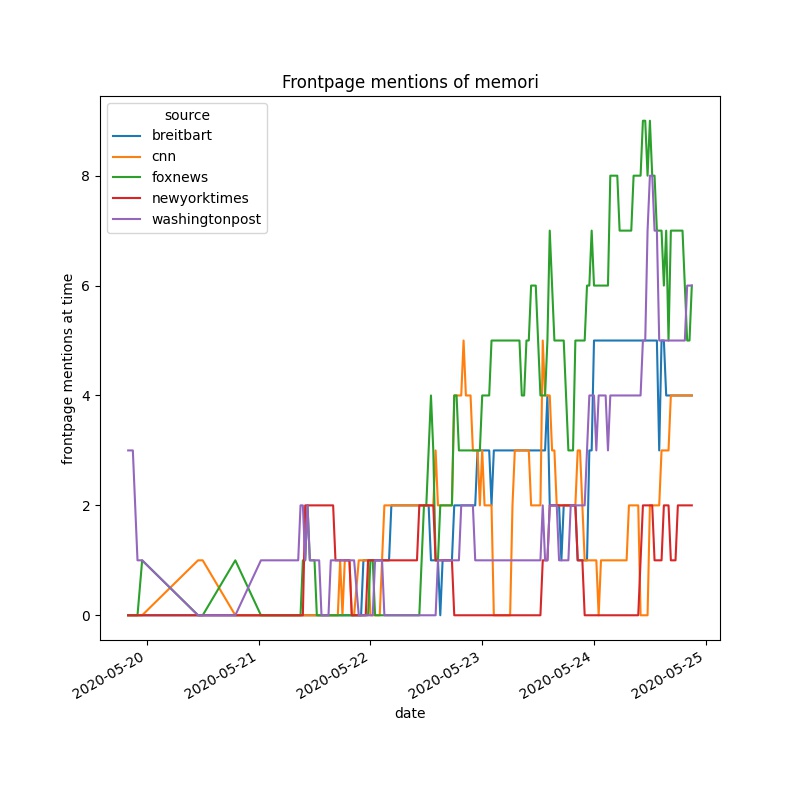 Frontpage mentions of memori
source
breitbart
cnn
foxnews
newyorktimes
washingtonpost
frontpage mentions at time
8
6
4
2
0
2020-05-20
2020-05-21
2020-05-22
2020-05-23
2020-05-24
2020-05-25
date